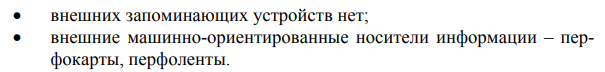 • внешних запоминающих устройств нет;
• внешние машинно-ориентированные носители информации – пер-
фокарты, перфоленты.